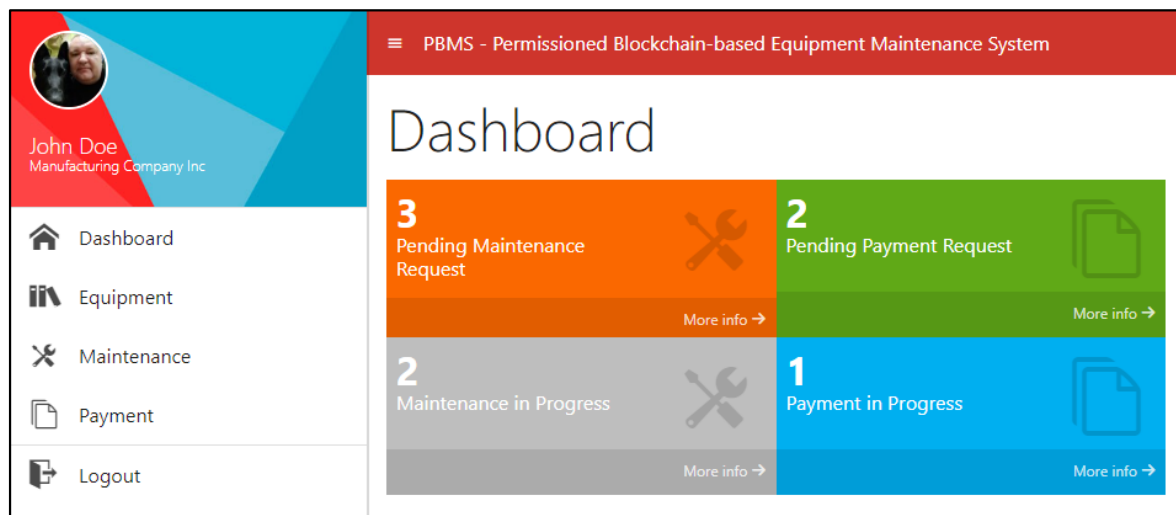 John Doe
Manufacturing Company Inc
Dashboard
Equipment
Maintenance
Payment
Logout
PBMS - Permissioned Blockchain-based Equipment Maintenance System
Dashboard
3
Pending Maintenance
Request
More info
2
Pending Payment Request
More info
2
Maintenance in Progress
More info
1
Payment in Progress
More info